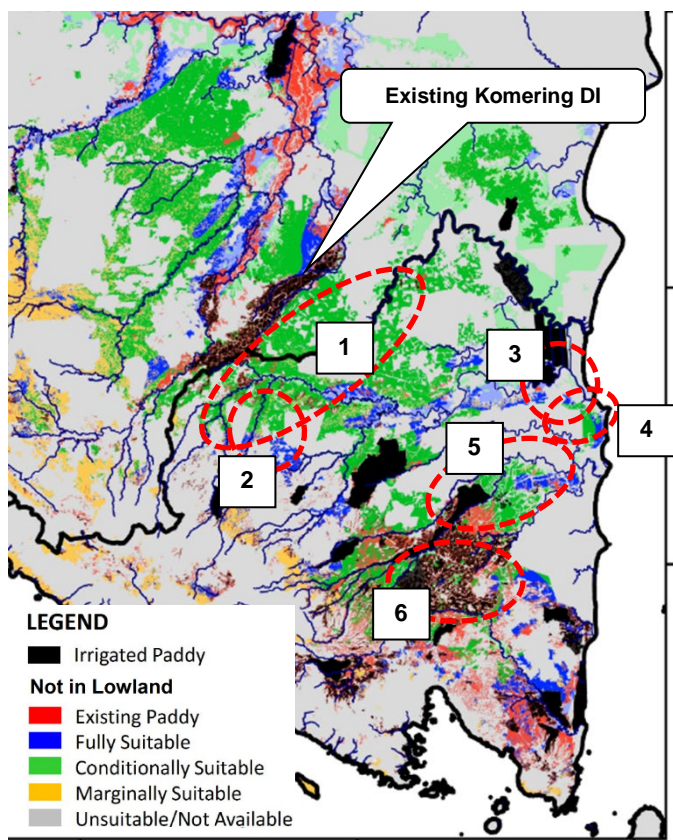 Existing Komering DI
1
3
4
5
2
6
LEGEND
Irrigated Paddy
Not in Lowland
Existing Paddy
Fully Suitable
Conditionally Suitable
Marginally Suitable
Unsuitable/Not Available